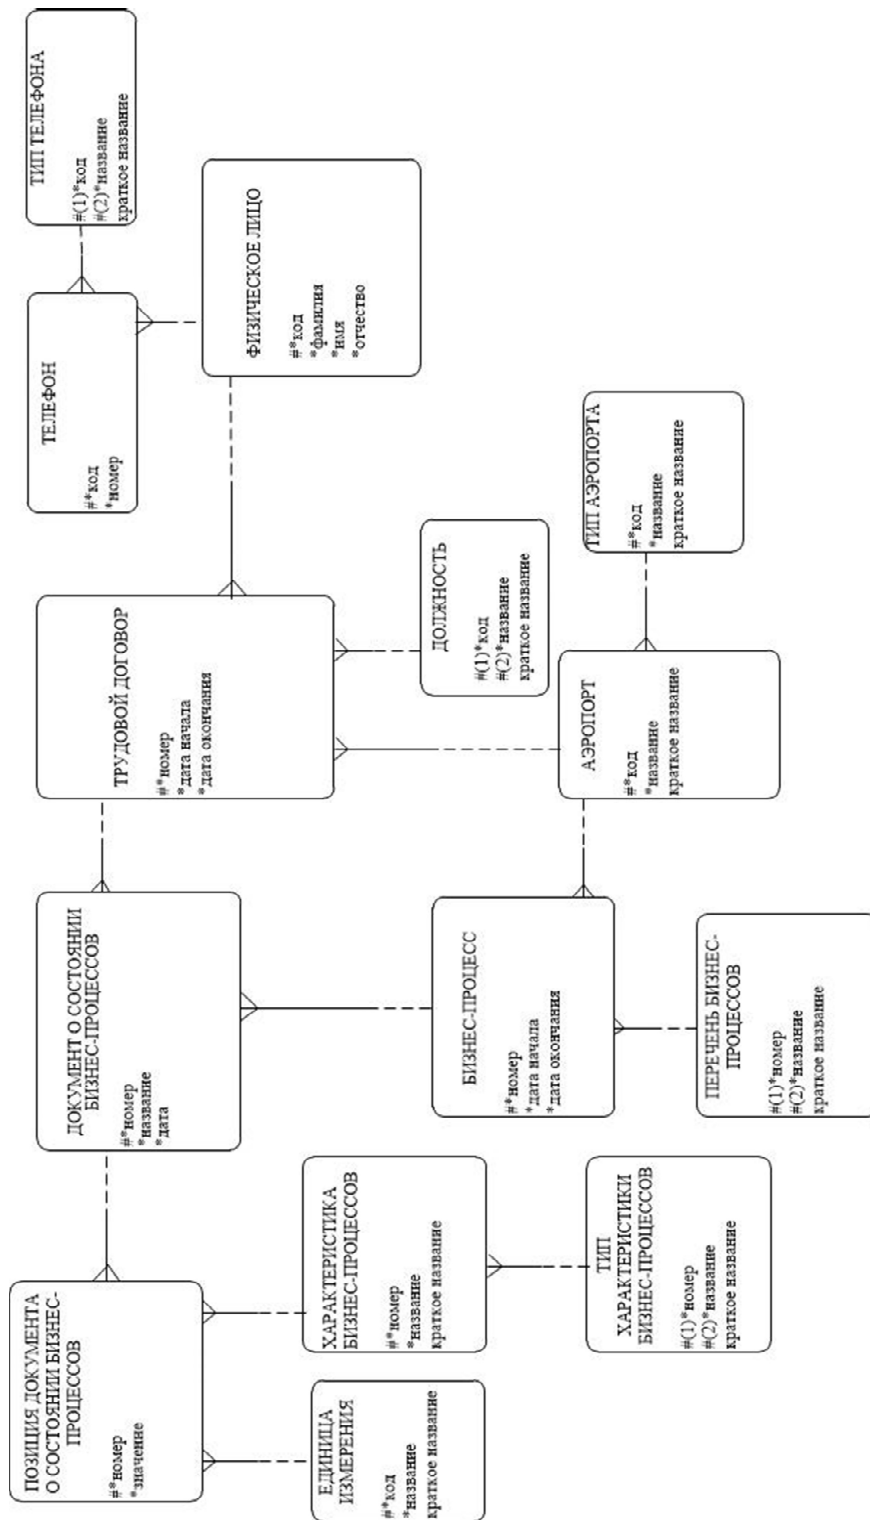 ПОЗИЦИЯ ДОКУМЕНТА
О СОСТОЯНИИ БИЗНЕС-
ПРОЦЕССОВ
#*номер
*значение
ДОКУМЕНТ О СОСТОЯНИИ
БИЗНЕС-ПРОЦЕССОВ
#*номер
*название
*дата
ТРУДОВОЙ ДОГОВОР
#*номер
*дата начала
*дата окончания
ТЕЛЕФОН
#*код
*номер
ТИП ТЕЛЕФОНА
#(1)*код
#(2)*название
краткое название
ФИЗИЧЕСКОЕ ЛИЦО
#*код
*фамилия
*имя
*отчество
ЕДИНИЦА
ИЗМЕРЕНИЯ
#*код
*название
краткое название
ХАРАКТЕРИСТИКА
БИЗНЕС-ПРОЦЕССОВ
#*номер
*название
краткое название
БИЗНЕС-ПРОЦЕСС
#*номер
*дата начала
*дата окончания
ДОЛЖНОСТЬ
#(1)*код
#(2)*название
краткое название
ТИП
ХАРАКТЕРИСТИКИ
БИЗНЕС-ПРОЦЕССОВ
#(1)*номер
#(2)*название
краткое название
ПЕРЕЧЕНЬ БИЗНЕС-
ПРОЦЕССОВ
#(1)*номер
#(2)*название
краткое название
АЭРОПОРТ
#*код
*название
краткое название
ТИП АЭРОПОРТА
#*код
*название
краткое название